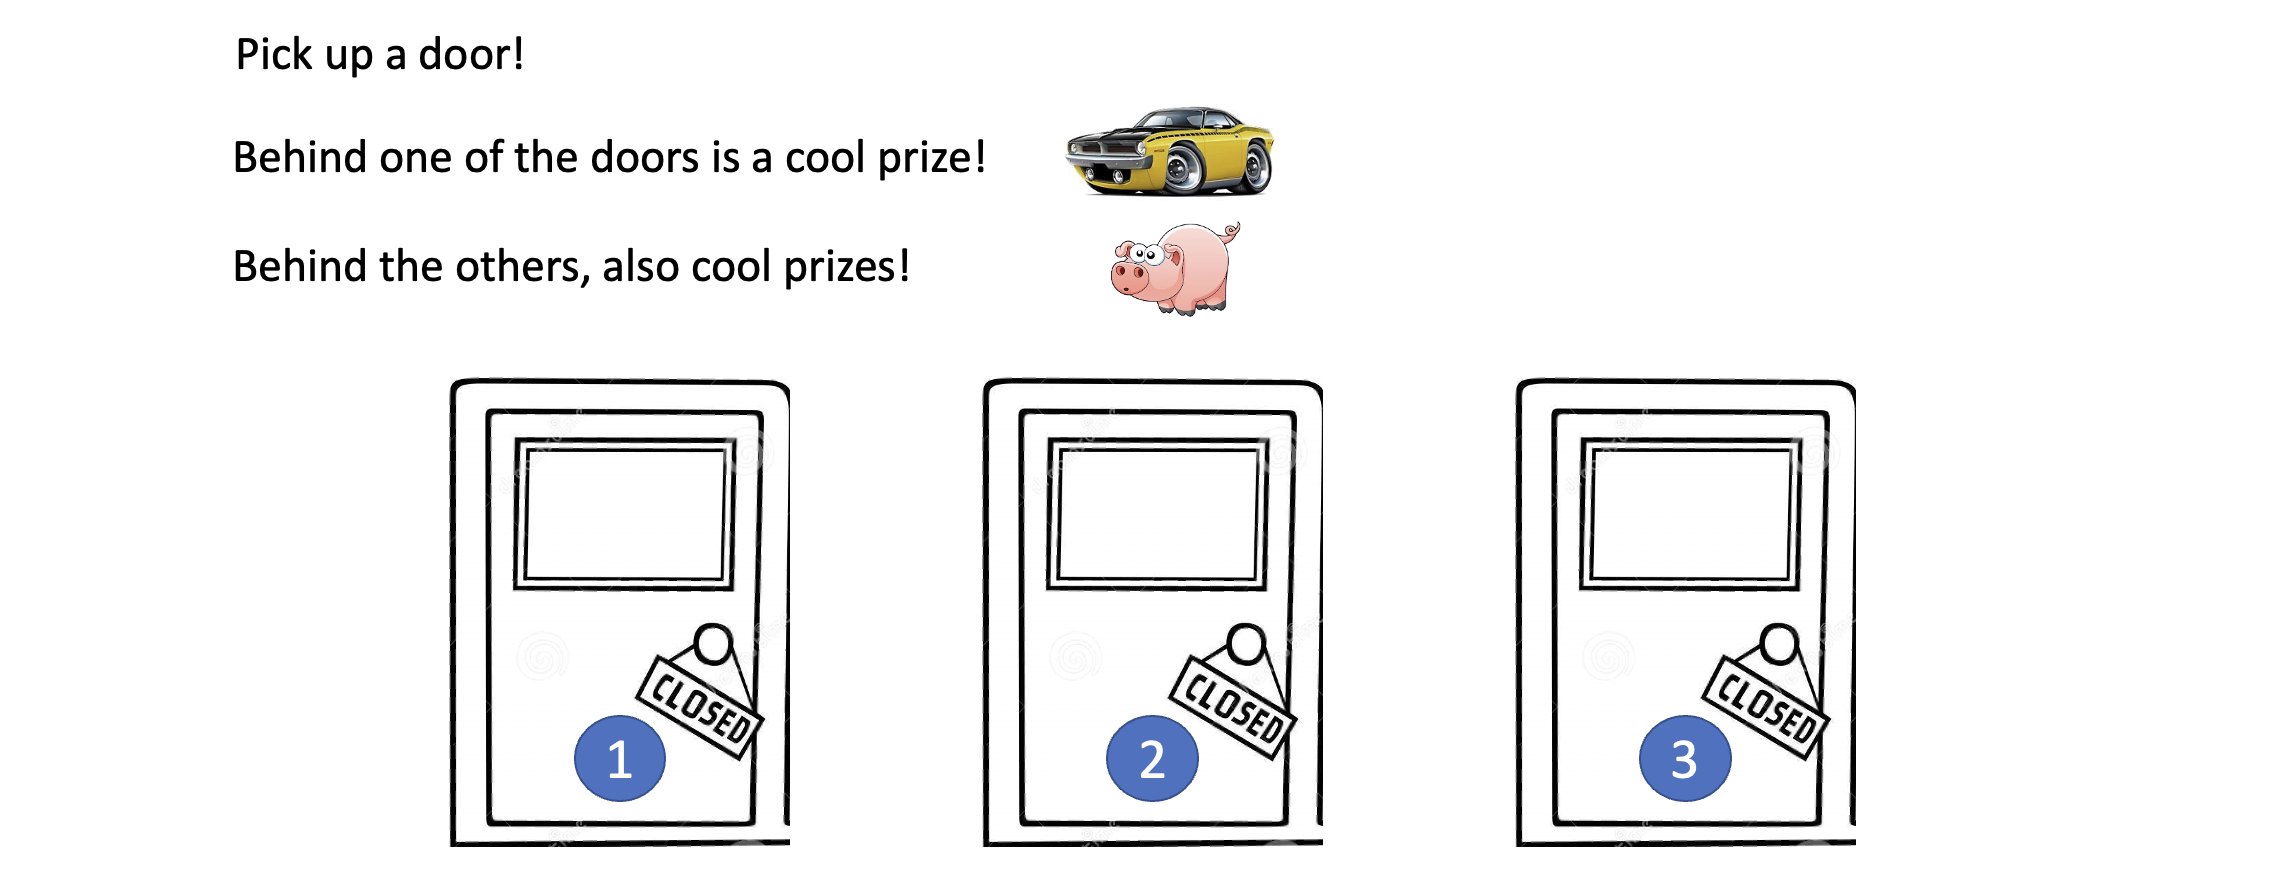 Pick up a door!
Behind one of the doors is a cool prize!
Behind the others, also cool prizes!
CLOSED
1
CLOSED
2
CLOSED
3